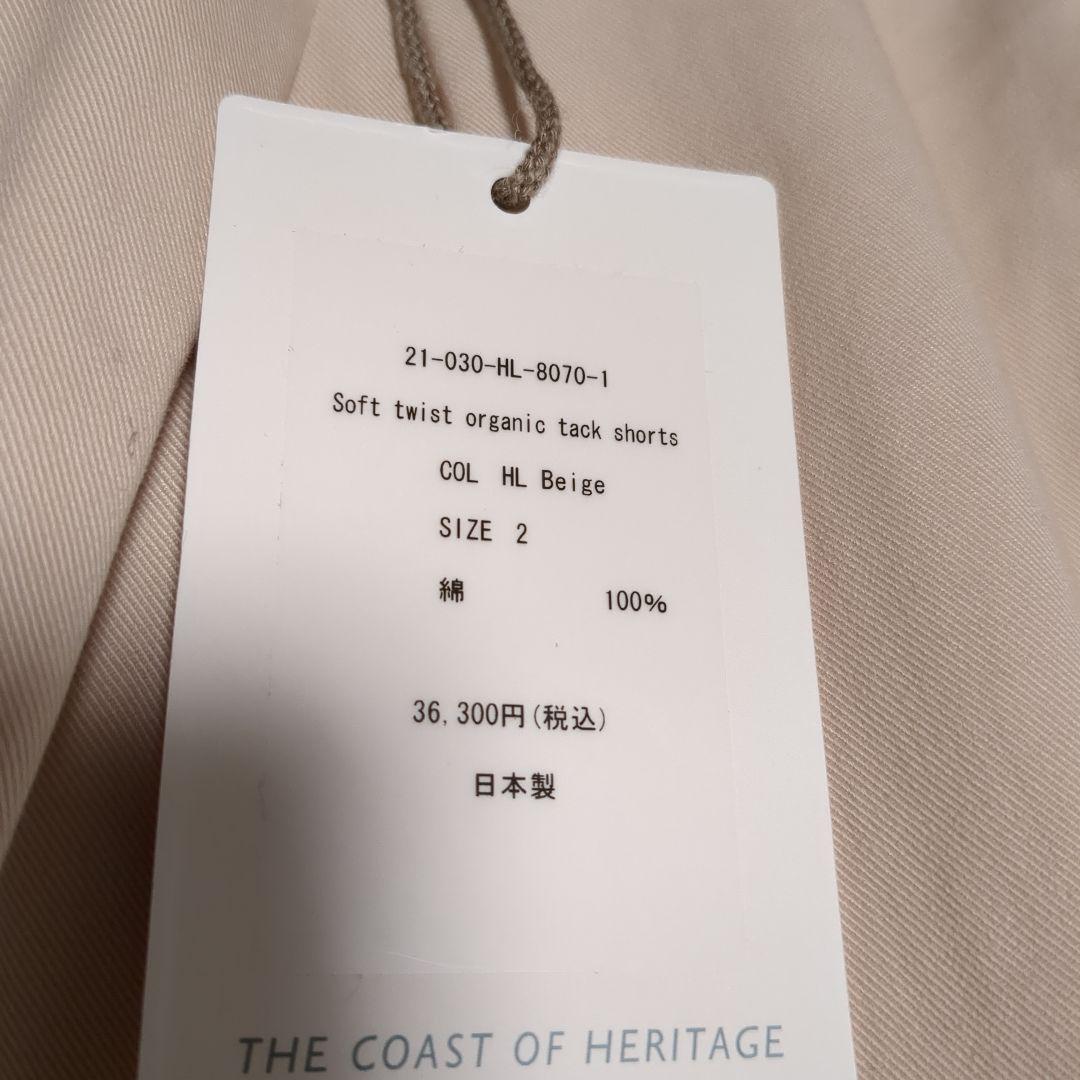 21-030-HL-8070-1
Soft twist organic tack shorts
COL HL Beige
SIZE 2
綿 100%
36,300円(税込)
日本製
THE COAST OF HERITAGE